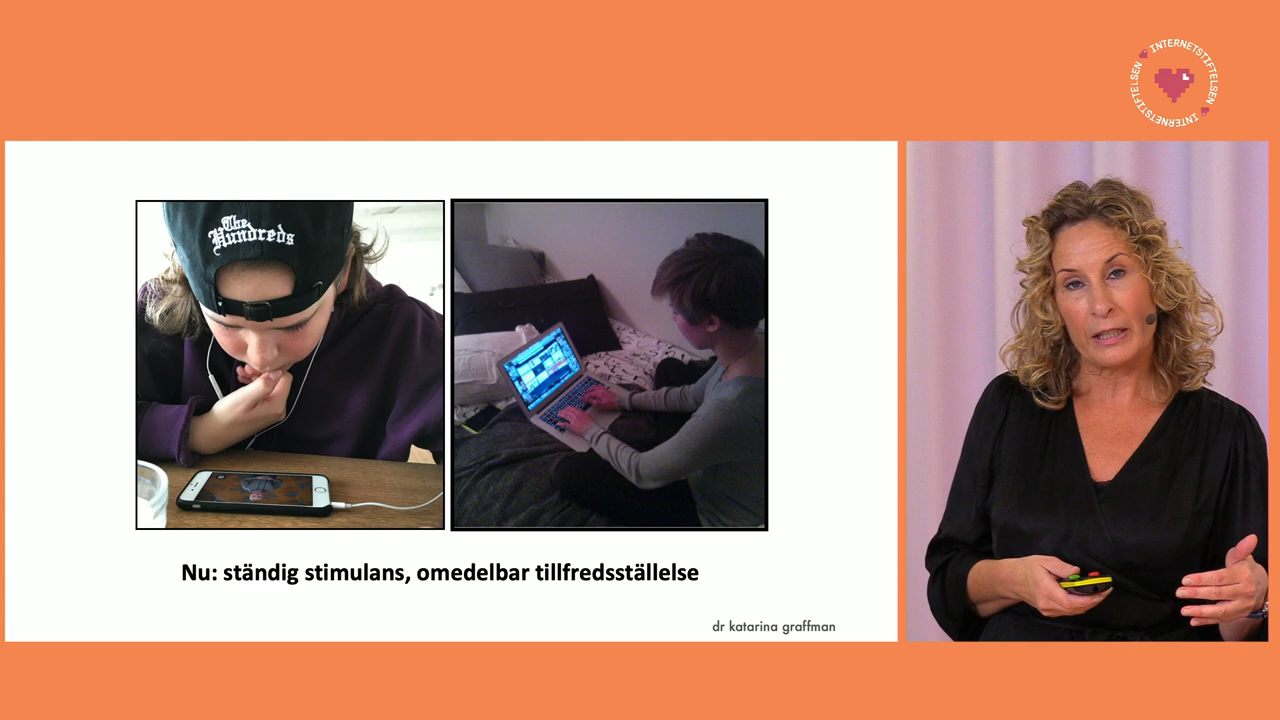 INTERNETSTIFTELSEN
INTERNETSTIFTELSEN
The
Hundreds
Nu: ständig stimulans, omedelbar tillfredsställelse
dr katarina graffman